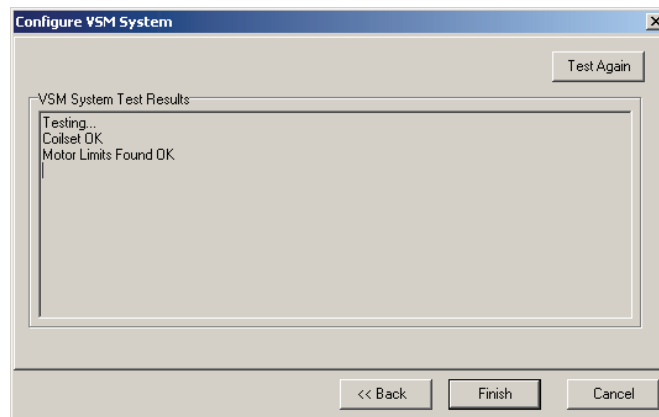 Configure VSM System
Test Again
VSM System Test Results
Testing...
Coilset OK
Motor Limits Found OK
<< Back
Finish
Cancel